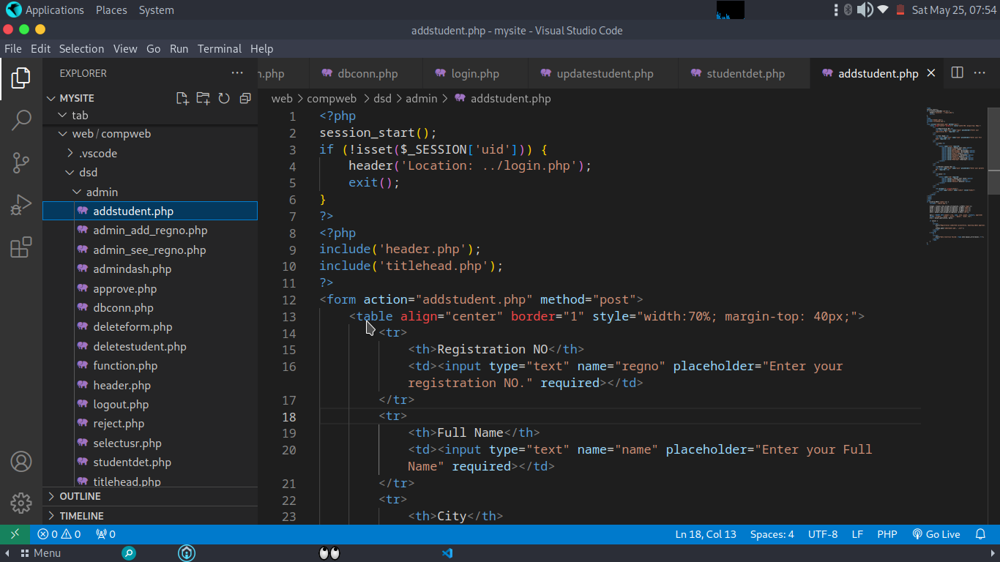 Applications Places System
Sat May 25, 07:54
addstudent.php - mysite - Visual Studio Code
File Edit Selection View Go Run Terminal Help
EXPLORER
MYSITE
tab
web / compweb
.vscode
dsd
admin
addstudent.php
admin_add_regno.php
admin_see_regno.php
admindash.php
approve.php
dbconn.php
deleteform.php
deletestudent.php
function.php
header.php
logout.php
reject.php
selectusr.php
studentdet.php
titlehead.php
OUTLINE
TIMELINE
n.php dbconn.php login.php updatestudent.php studentdet.php addstudent.php
web > compweb > dsd > admin > addstudent.php
1 <?php
2 session_start();
3 if (!isset($_SESSION['uid'])) {
4 header('Location: ../login.php');
5 exit();
6 }
7 ?>
8 <?php
9 include('header.php');
10 include('titlehead.php');
11 ?>
12 <form action="addstudent.php" method="post">
13 <table align="center" border="1" style="width:70%; margin-top: 40px;">
14 <tr>
15 <th>Registration NO</th>
16 <td><input type="text" name="regno" placeholder="Enter your
registration NO." required></td>
17 </tr>
18 <tr>
19 <th>Full Name</th>
20 <td><input type="text" name="name" placeholder="Enter your Full
Name" required></td>
21 </tr>
22 <tr>
23 <th>City</th>
0 0 0 Ln 18, Col 13 Spaces: 4 UTF-8 LF PHP Go Live
Menu